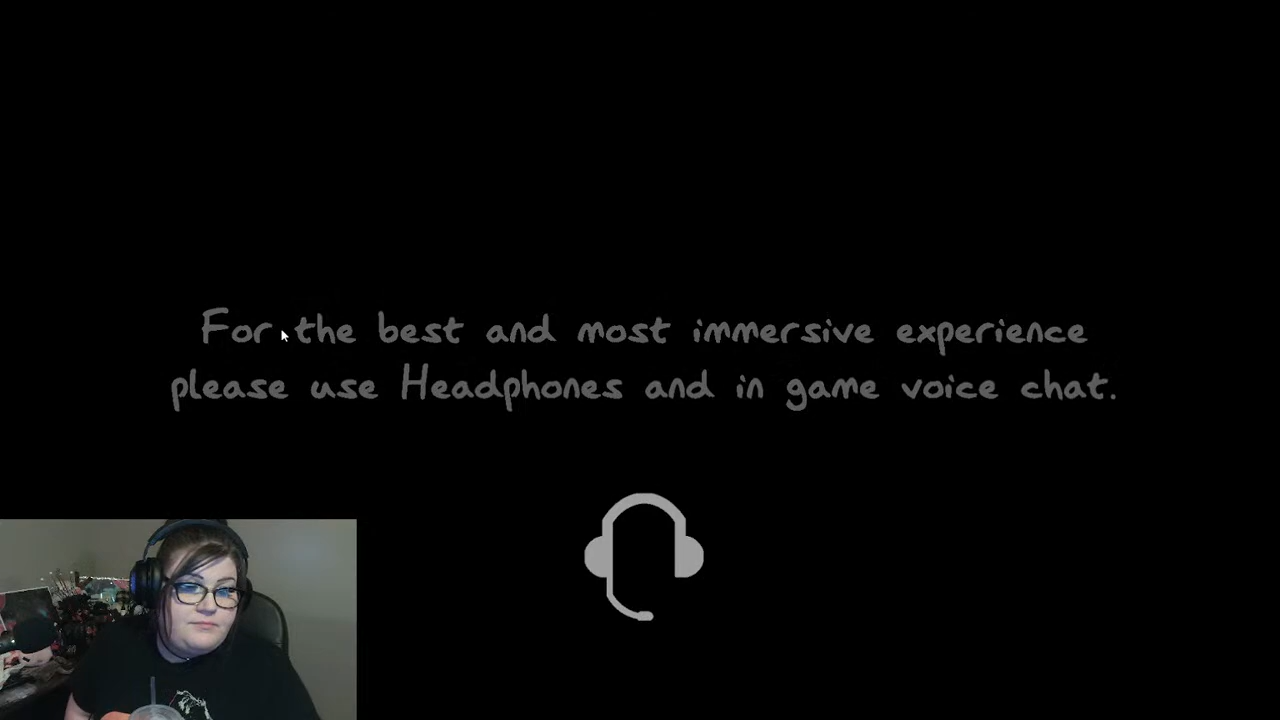 For the best and most immersive experience
please use Headphones and in game voice chat.